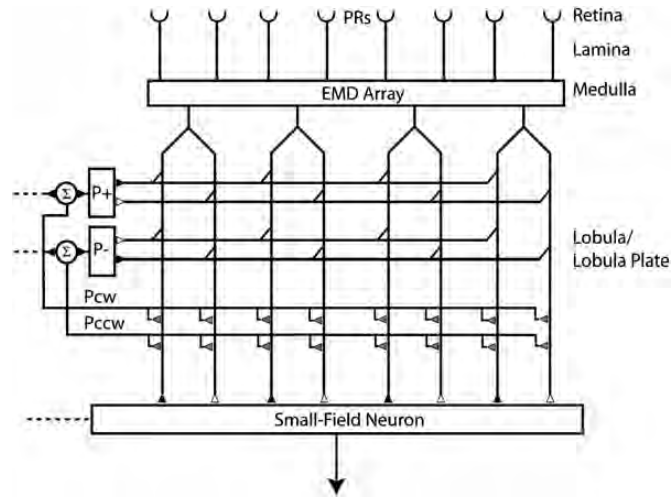 PRs
Retina
Lamina
EMD Array
Medulla
Σ
P+
Σ
P-
Lobula/
Lobula Plate
Pcw
Pccw
Small-Field Neuron